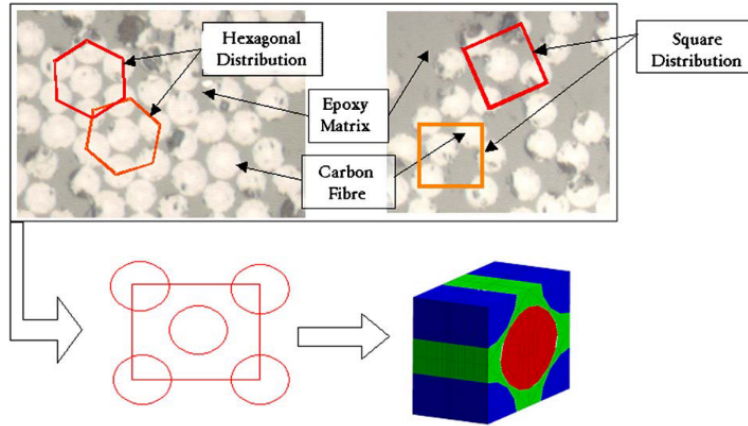 Hexagonal
Distribution
Square
Distribution
Epoxy
Matrix
Carbon
Fibre